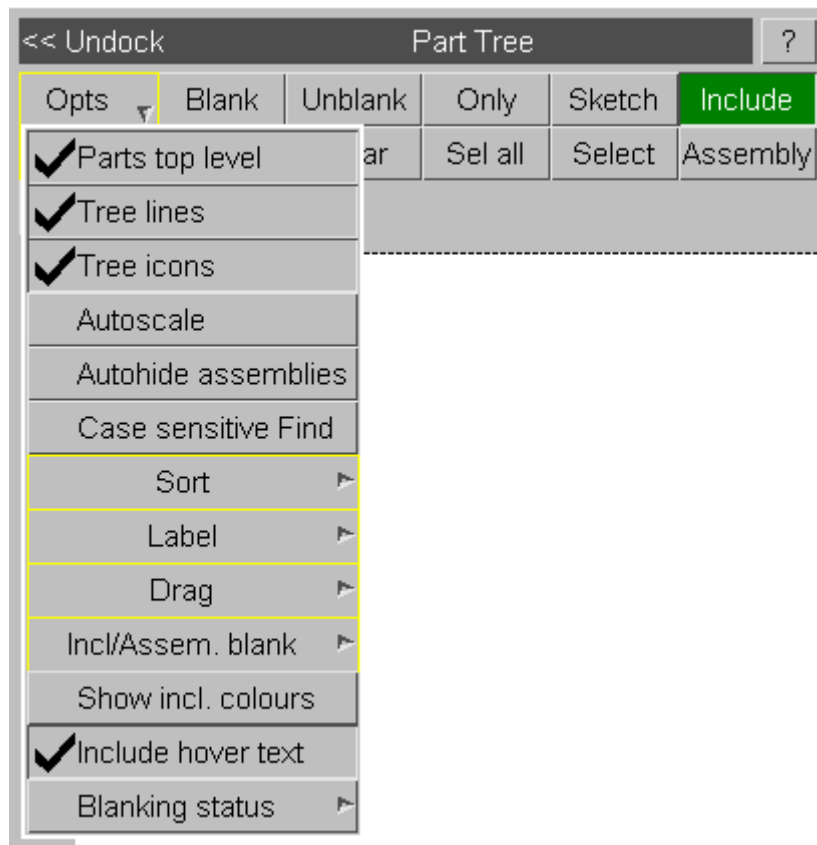 << Undock Part Tree ?
Opts Blank Unblank Only Sketch Include
ar Sel all Select Assembly
Parts top level
Tree lines
Tree icons
Autoscale
Autohide assemblies
Case sensitive Find
Sort
Label
Drag
Incl/Assem. blank
Show incl. colours
Include hover text
Blanking status